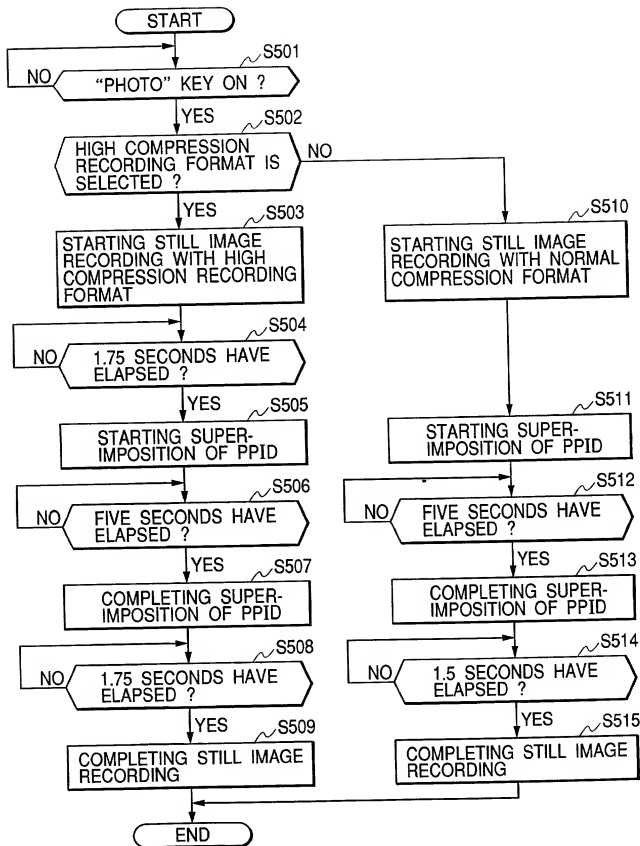 START
S501
NO
"PHOTO" KEY ON ?
YES
S502
HIGH COMPRESSION
RECORDING FORMAT IS
SELECTED ?
NO
YES
S503
STARTING STILL IMAGE
RECORDING WITH HIGH
COMPRESSION RECORDING
FORMAT
S510
STARTING STILL IMAGE
RECORDING WITH NORMAL
COMPRESSION FORMAT
S504
NO
1.75 SECONDS HAVE
ELAPSED ?
YES
S505
STARTING SUPER-
IMPOSITION OF PPID
S511
STARTING SUPER-
IMPOSITION OF PPID
S506
NO
FIVE SECONDS HAVE
ELAPSED ?
YES
S512
NO
FIVE SECONDS HAVE
ELAPSED ?
YES
S507
COMPLETING SUPER-
IMPOSITION OF PPID
S513
COMPLETING SUPER-
IMPOSITION OF PPID
S508
NO
1.75 SECONDS HAVE
ELAPSED ?
YES
S514
NO
1.5 SECONDS HAVE
ELAPSED ?
YES
S509
COMPLETING STILL IMAGE
RECORDING
S515
COMPLETING STILL IMAGE
RECORDING
END